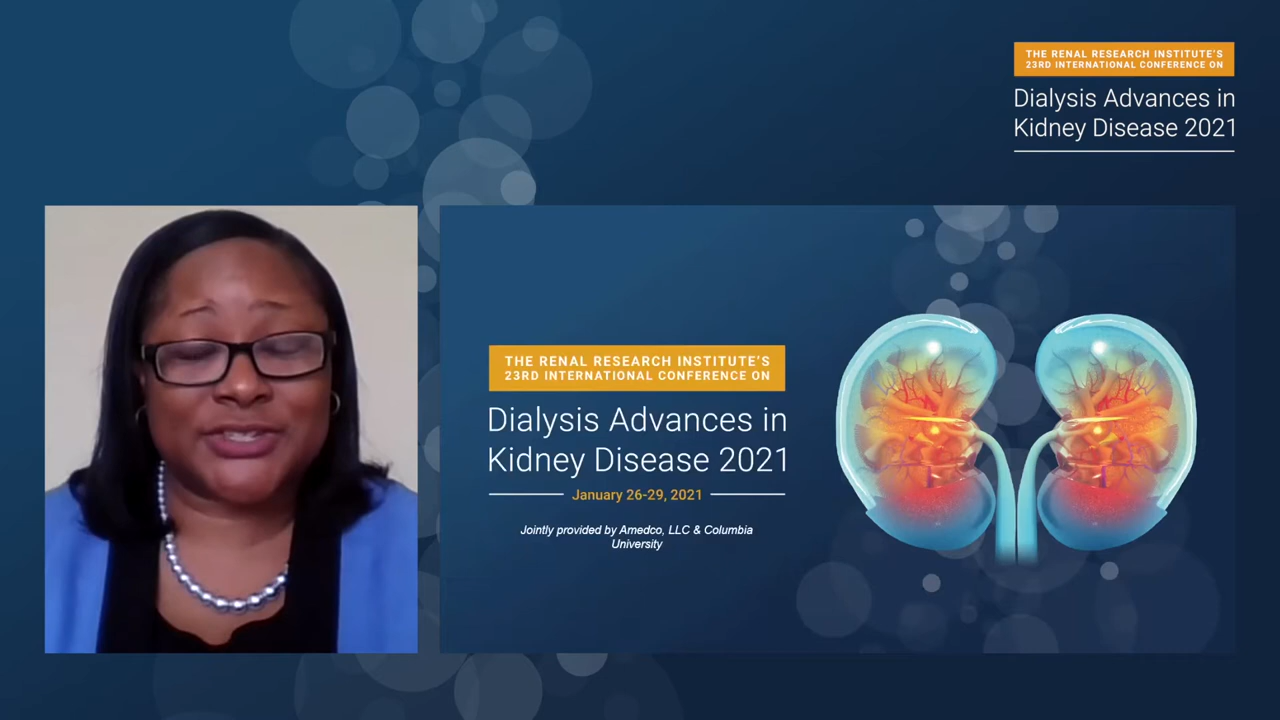 THE RENAL RESEARCH INSTITUTE'S
23RD INTERNATIONAL CONFERENCE ON
Dialysis Advances in
Kidney Disease 2021
THE RENAL RESEARCH INSTITUTE'S
23RD INTERNATIONAL CONFERENCE ON
Dialysis Advances in
Kidney Disease 2021
January 26-29, 2021
Jointly provided by Amedco, LLC & Columbia
University